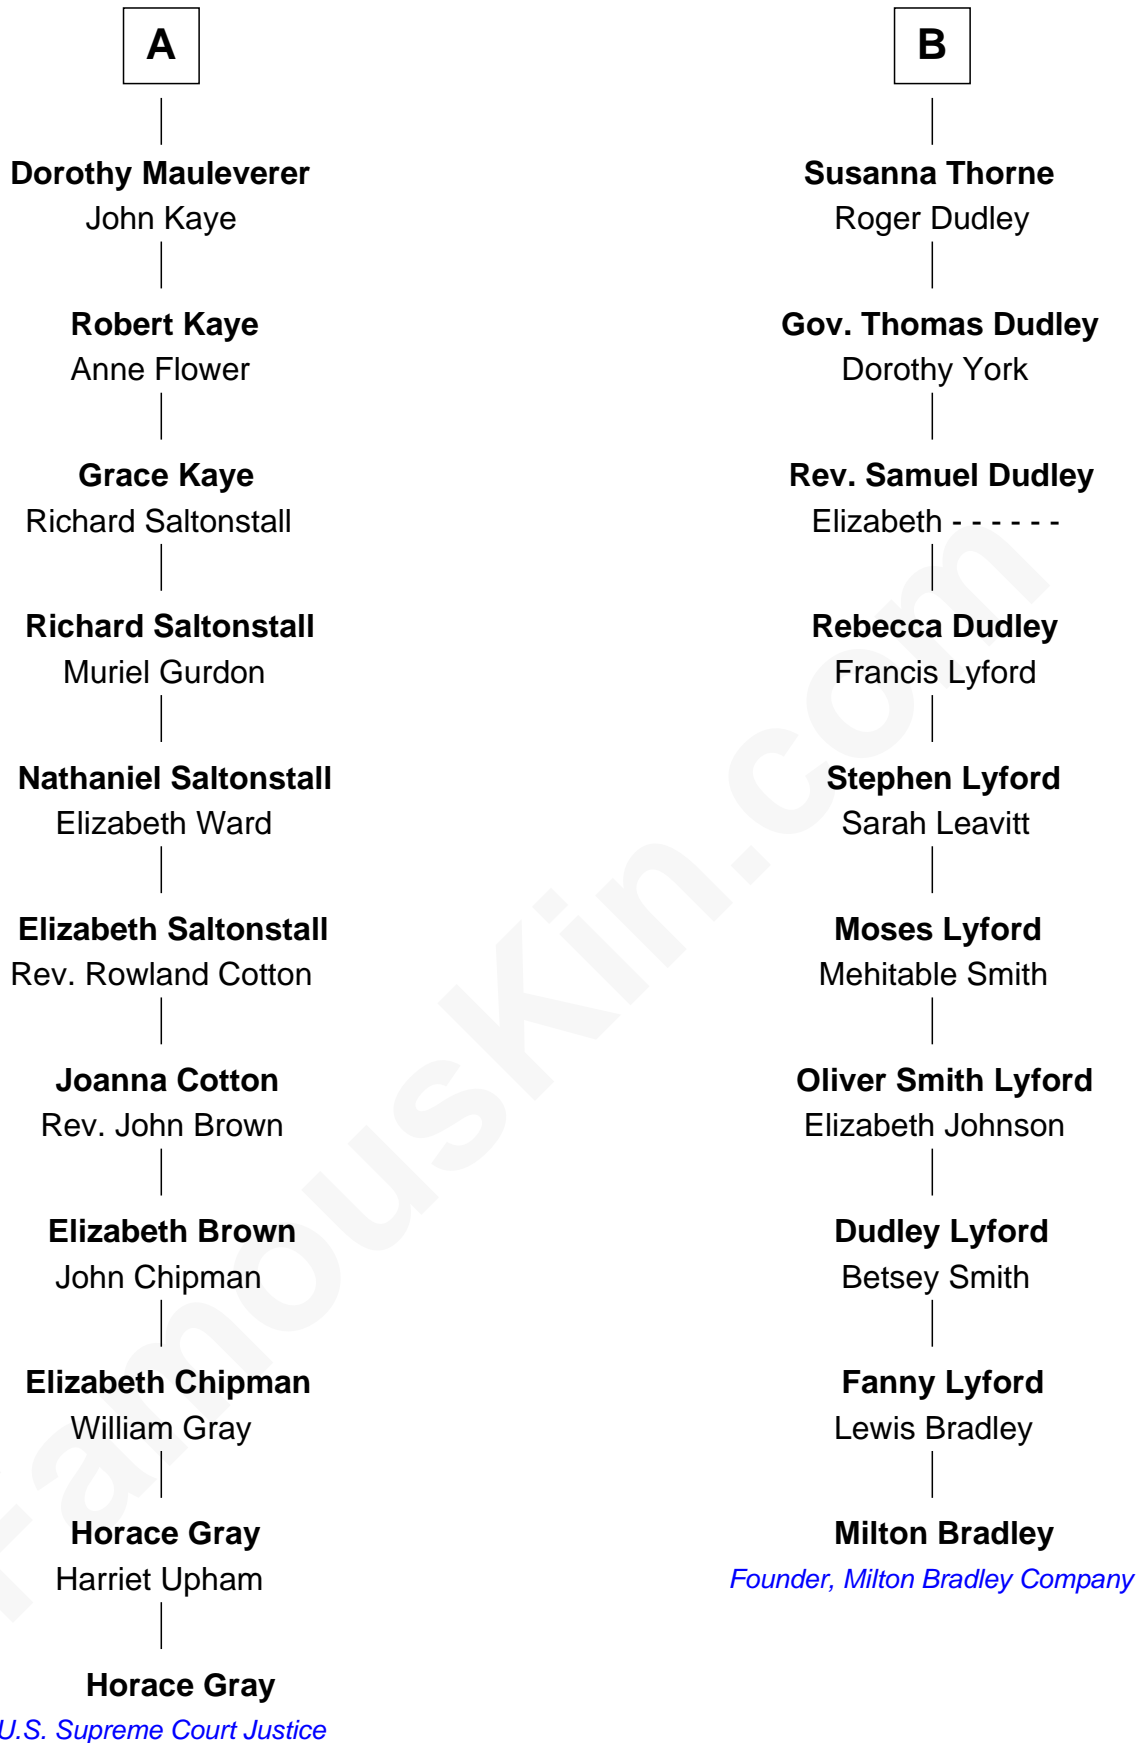 A
Dorothy Mauleverer
John Kaye
Robert Kaye
Anne Flower
Grace Kaye
Richard Saltonstall
Richard Saltonstall
Muriel Gurdon
Nathaniel Saltonstall
Elizabeth Ward
Elizabeth Saltonstall
Rev. Rowland Cotton
Joanna Cotton
Rev. John Brown
Elizabeth Brown
John Chipman
Elizabeth Chipman
William Gray
Horace Gray
Harriet Upham
Horace Gray
U.S. Supreme Court Justice
B
Susanna Thorne
Roger Dudley
Gov. Thomas Dudley
Dorothy York
Rev. Samuel Dudley
Elizabeth - - - - - -
Rebecca Dudley
Francis Lyford
Stephen Lyford
Sarah Leavitt
Moses Lyford
Mehitable Smith
Oliver Smith Lyford
Elizabeth Johnson
Dudley Lyford
Betsey Smith
Fanny Lyford
Lewis Bradley
Milton Bradley
Founder, Milton Bradley Company
FamousKin.com